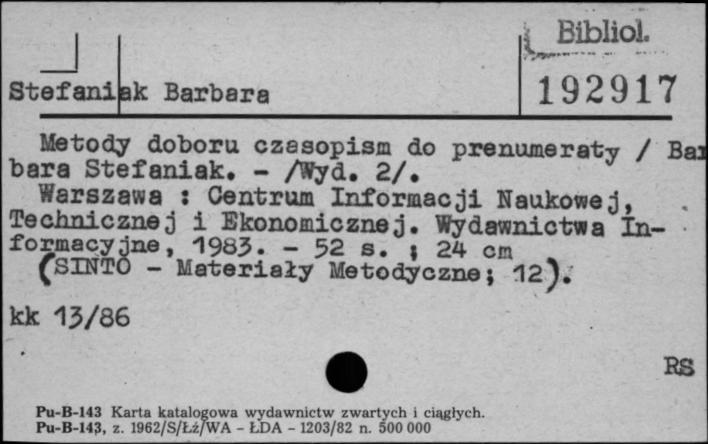 Bibliol.
Stefaniak Barbara
192917
Metody doboru czasopism do prenumeraty / Bar
bara Stefaniak. - /Wyd. 2/.
Warszawa : Centrum Informacji Naukowej,
Technicznej i Ekonomicznej. Wydawnictwa In-
formacyjne, 1983. - 52 s. ; 24 cm
(SINTO - Materiały Metodyczne; 12).
kk 13/86
RS
Pu-B-143 Karta katalogowa wydawnictw zwartych i ciągłych.
Pu-B-143, z. 1962/S/Łź/WA - ŁDA - 1203/82 n. 500 000